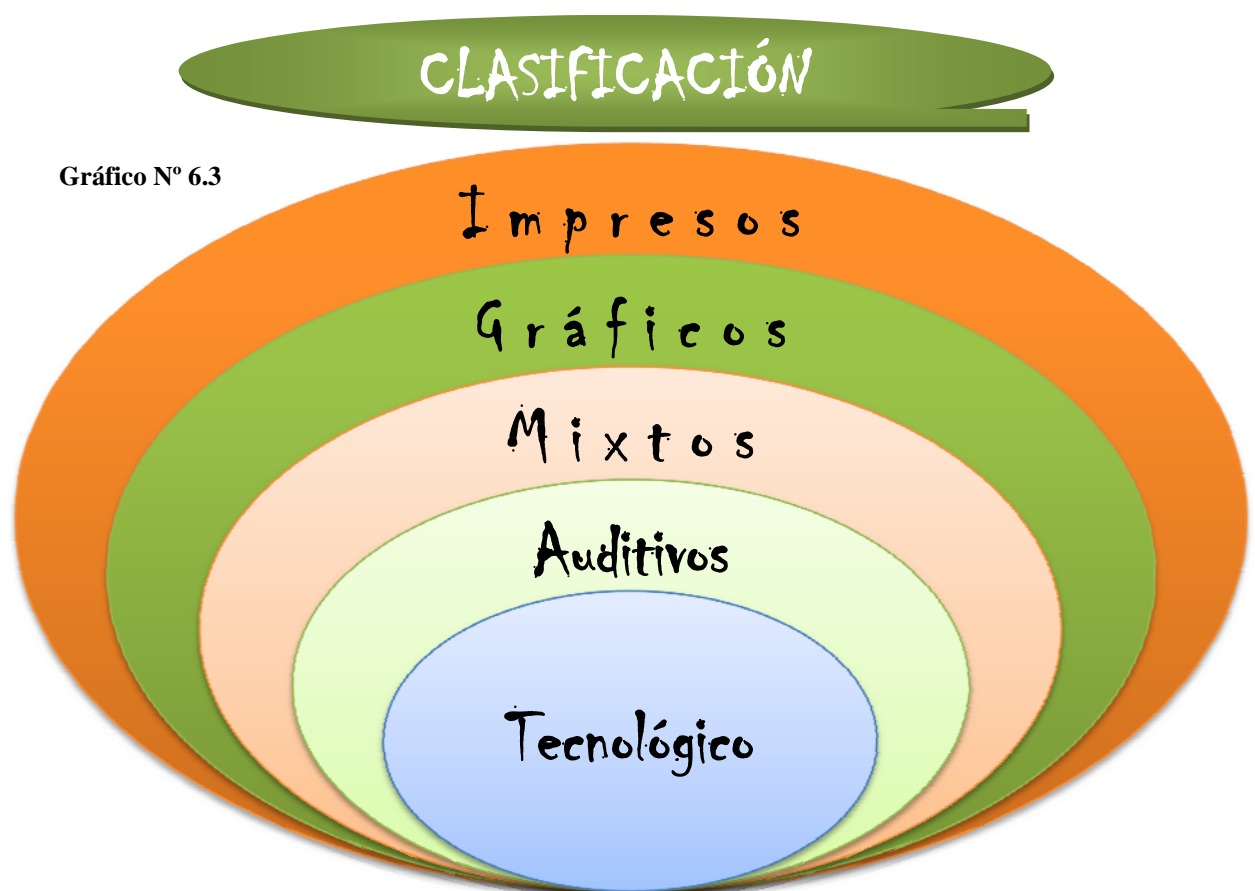 CLASIFICACIÓN
Gráfico Nº 6.3
Impresos
Gráficos
Mixtos
Auditivos
Tecnológico